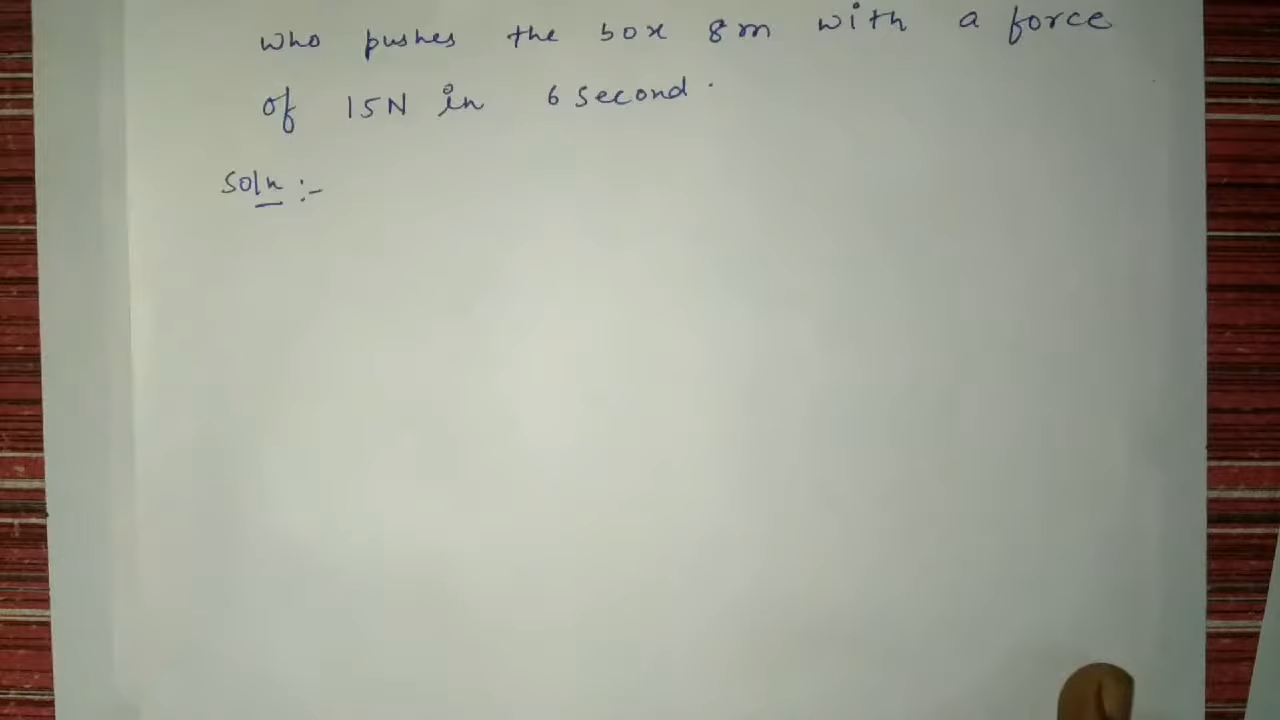 who pushes the box 8m with a force
of 15N in 6 second.
Soln :-